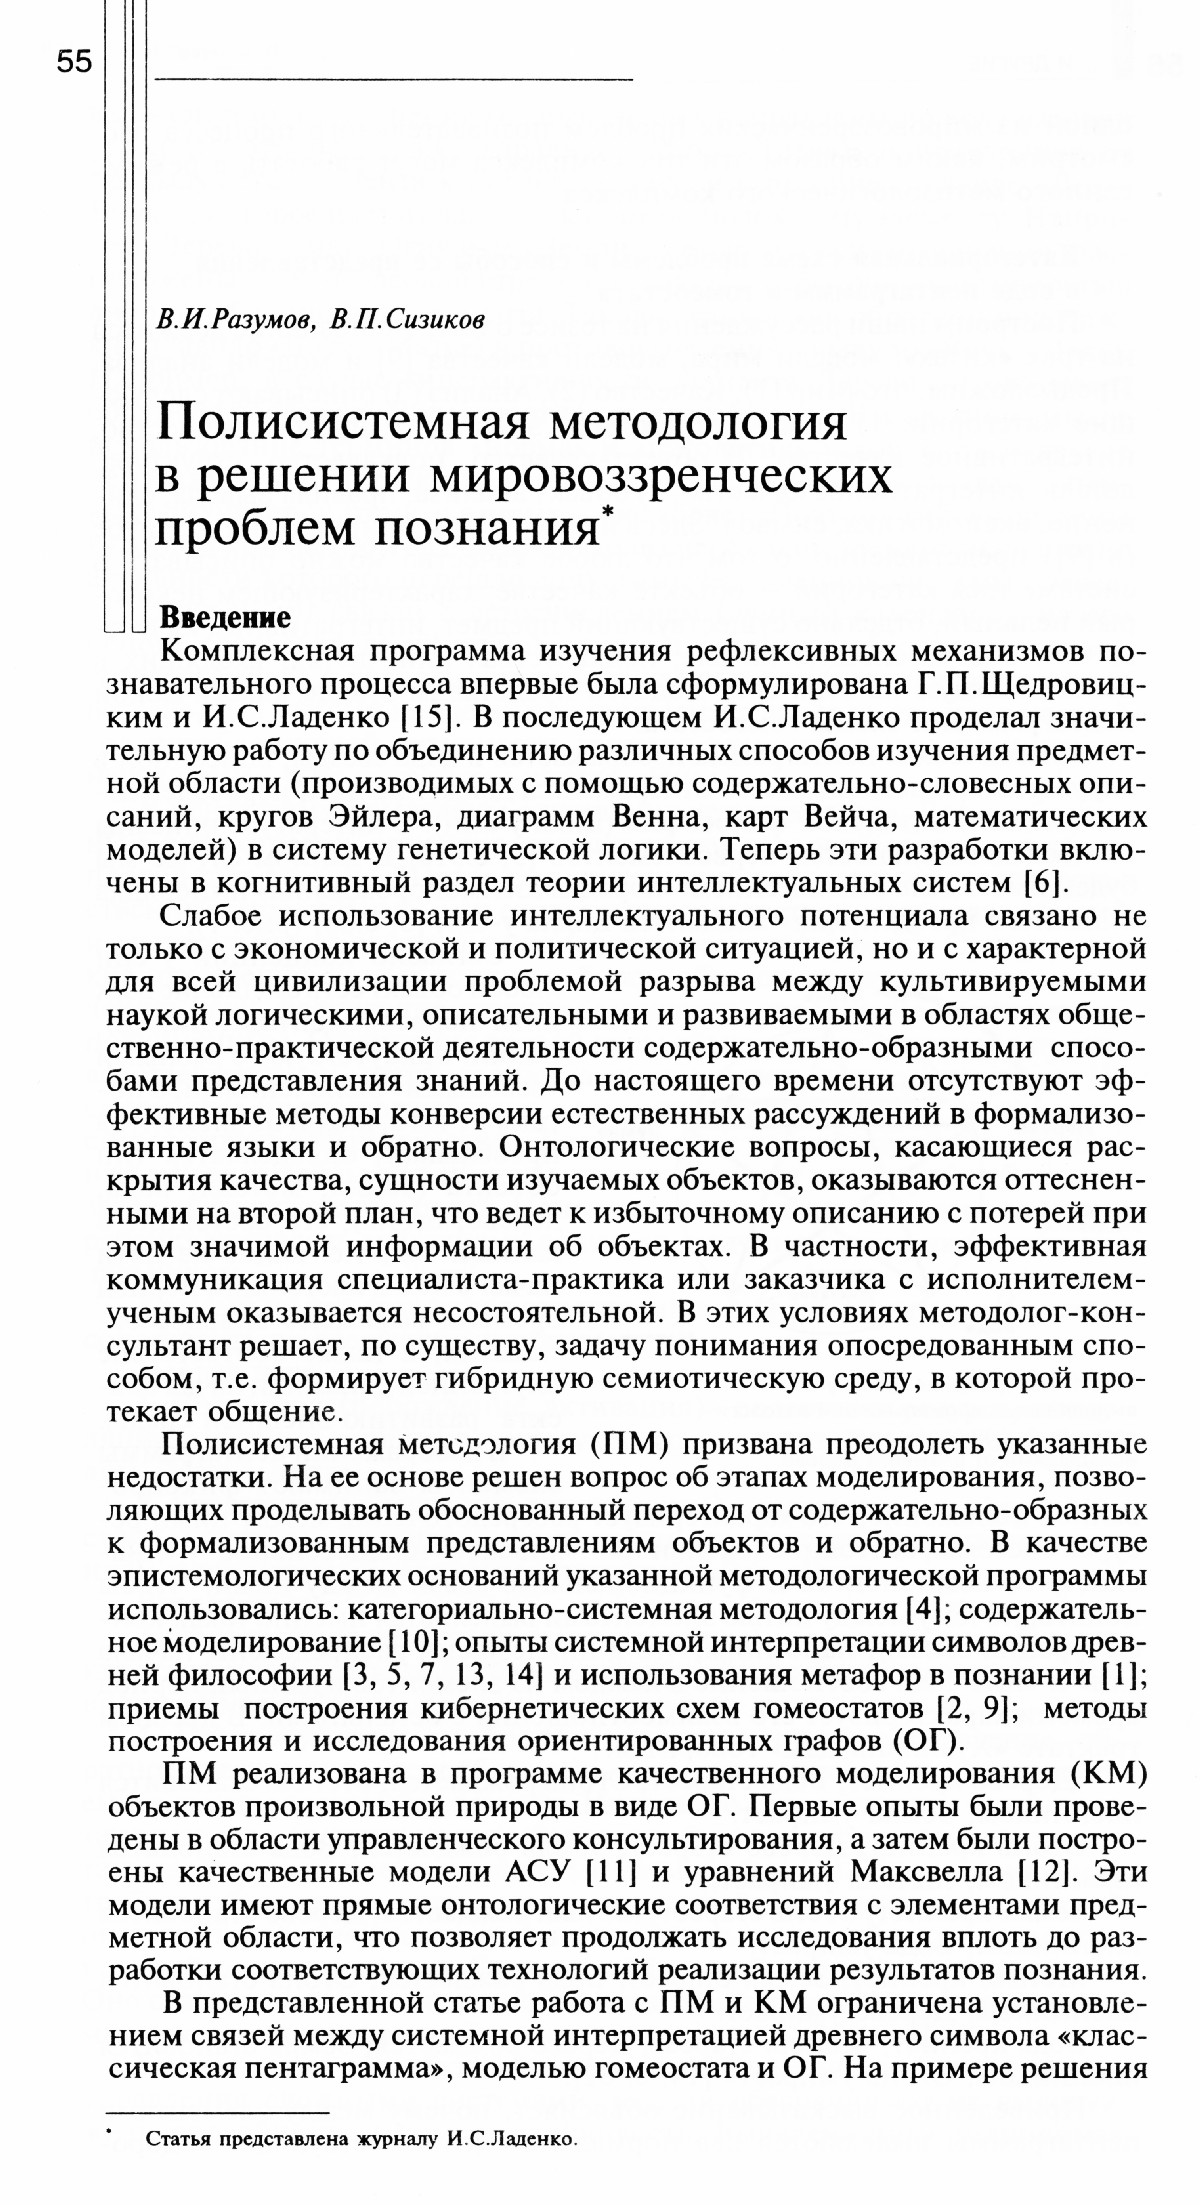 55
В.И.Разумов, В.П.Сизиков
Полисистемная методология
в решении мировоззренческих
проблем познания*
Введение
Комплексная программа изучения рефлексивных механизмов по-
знавательного процесса впервые была сформулирована Г.П.Щедровиц-
ким и И.С.Ладенко [15]. В последующем И.С.Ладенко проделал значи-
тельную работу по объединению различных способов изучения предмет-
ной области (производимых с помощью содержательно-словесных опи-
саний, кругов Эйлера, диаграмм Венна, карт Вейча, математических
моделей) в систему генетической логики. Теперь эти разработки вклю-
чены в когнитивный раздел теории интеллектуальных систем [6].
Слабое использование интеллектуального потенциала связано не
только с экономической и политической ситуацией, но и с характерной
для всей цивилизации проблемой разрыва между культивируемыми
наукой логическими, описательными и развиваемыми в областях обще-
ственно-практической деятельности содержательно-образными спосо-
бами представления знаний. До настоящего времени отсутствуют эф-
фективные методы конверсии естественных рассуждений в формализо-
ванные языки и обратно. Онтологические вопросы, касающиеся рас-
крытия качества, сущности изучаемых объектов, оказываются оттеснен-
ными на второй план, что ведет к избыточному описанию с потерей при
этом значимой информации об объектах. В частности, эффективная
коммуникация специалиста-практика или заказчика с исполнителем-
ученым оказывается несостоятельной. В этих условиях методолог-кон-
сультант решает, по существу, задачу понимания опосредованным спо-
собом, т.е. формирует гибридную семиотическую среду, в которой про-
текает общение.
Полисистемная методология (ПМ) призвана преодолеть указанные
недостатки. На ее основе решен вопрос об этапах моделирования, позво-
ляющих проделывать обоснованный переход от содержательно-образных
к формализованным представлениям объектов и обратно. В качестве
эпистемологических оснований указанной методологической программы
использовались: категориально-системная методология [4]; содержатель-
ное моделирование [10]; опыты системной интерпретации символов древ-
ней философии [3, 5, 7, 13, 14] и использования метафор в познании [1];
приемы построения кибернетических схем гомеостатов [2, 9]; методы
построения и исследования ориентированных графов (ОГ).
ПМ реализована в программе качественного моделирования (КМ)
объектов произвольной природы в виде ОГ. Первые опыты были прове-
дены в области управленческого консультирования, а затем были постро-
ены качественные модели АСУ [11] и уравнений Максвелла [12]. Эти
модели имеют прямые онтологические соответствия с элементами пред-
метной области, что позволяет продолжать исследования вплоть до раз-
работки соответствующих технологий реализации результатов познания.
В представленной статье работа с ПМ и КМ ограничена установле-
нием связей между системной интерпретацией древнего символа «клас-
сическая пентаграмма», моделью гомеостата и ОГ. На примере решения
* Статья представлена журналу И.С.Ладенко.